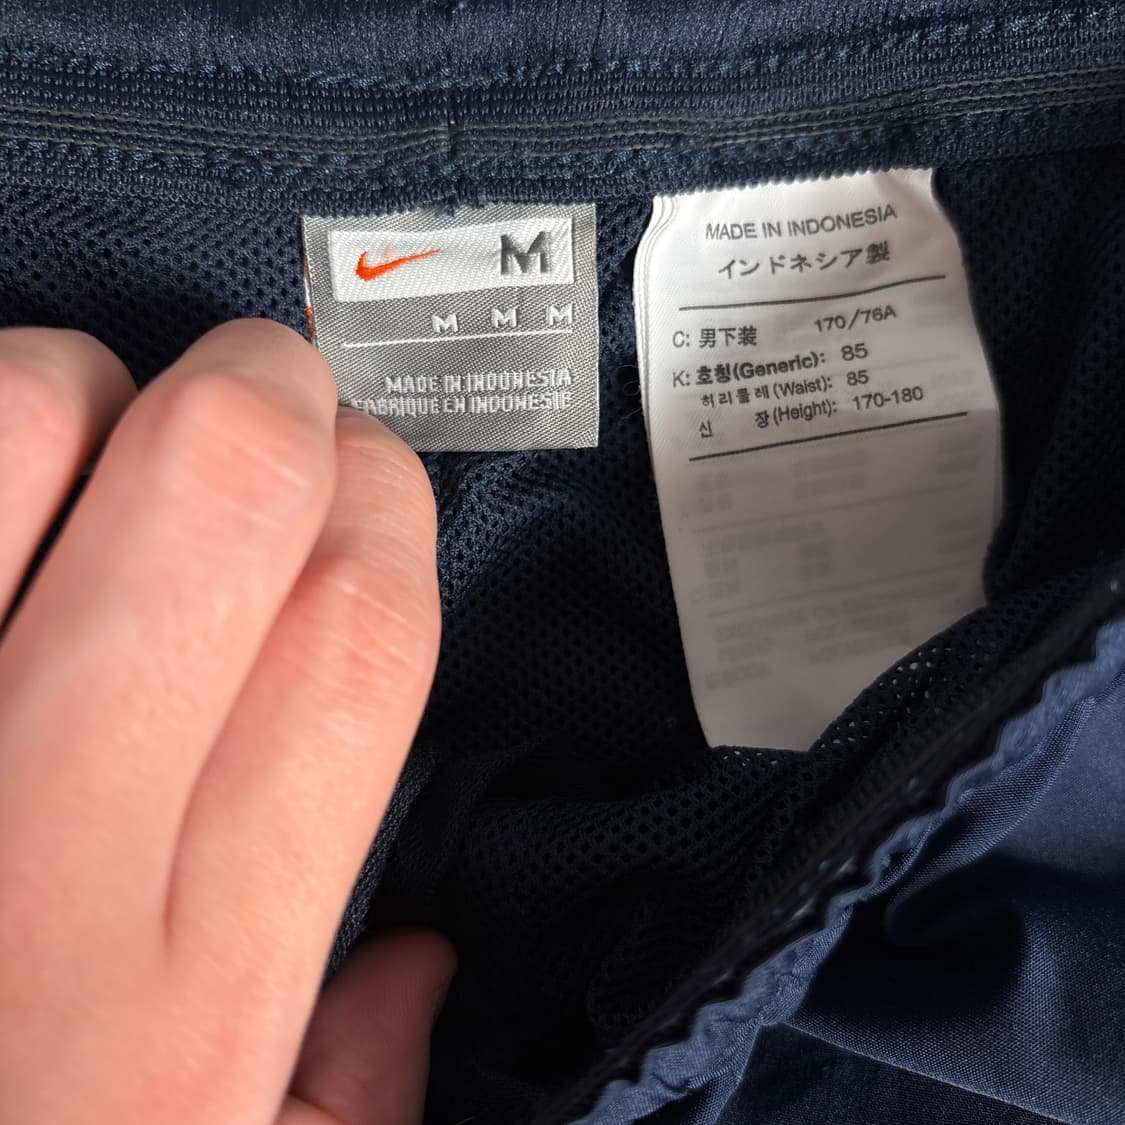 M
M M M
MADE IN INDONESIA
FABRIQUE EN INDONESIE
MADE IN INDONESIA
インドネシア製
C: 男下装 170/76A
K: 호칭(Generic): 85
허리둘레(Waist): 85
신 장(Height): 170-180